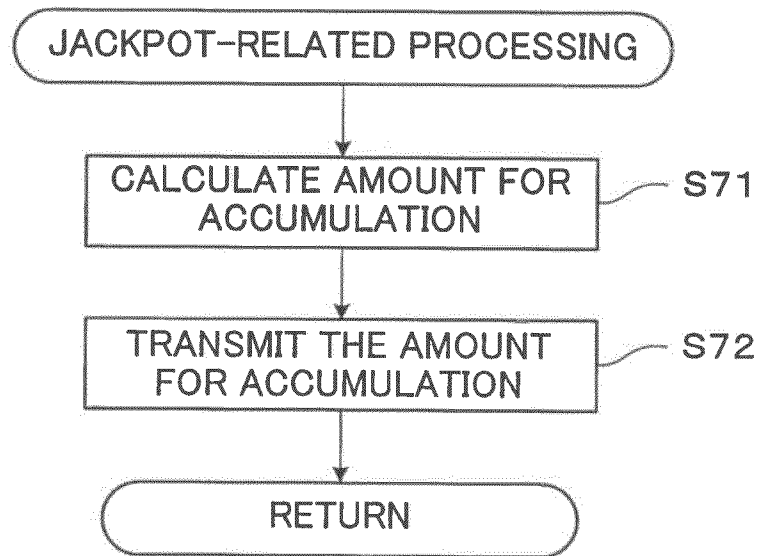 JACKPOT-RELATED PROCESSING
CALCULATE AMOUNT FOR
ACCUMULATION
S71
TRANSMIT THE AMOUNT
FOR ACCUMULATION
S72
RETURN